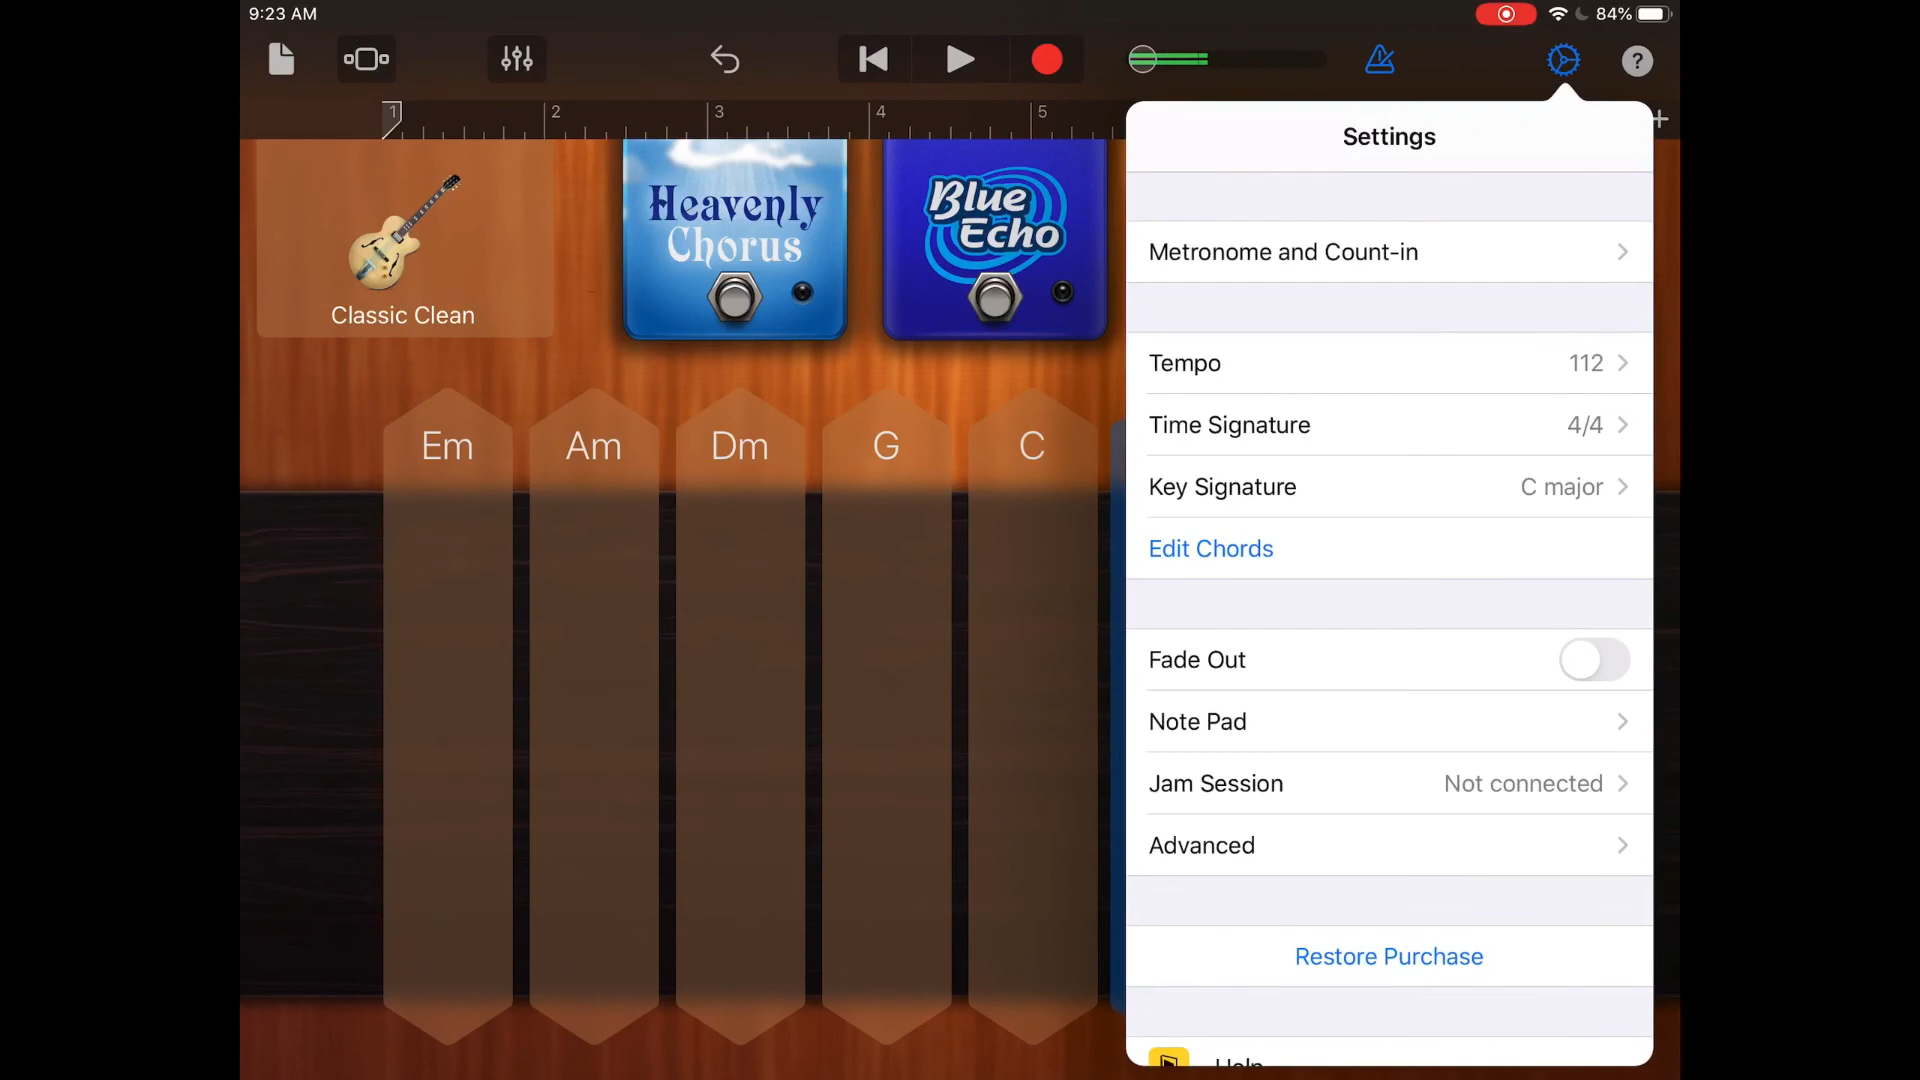 9:23 AM
84%
?
1
2
3
4
5
+
Settings
Heavenly
Chorus
Blue
Echo
Classic Clean
Metronome and Count-in
Tempo 112
Time Signature 4/4
Key Signature C major
Edit Chords
Em
Am
Dm
G
C
Fade Out
Note Pad
Jam Session Not connected
Advanced
Restore Purchase
Help